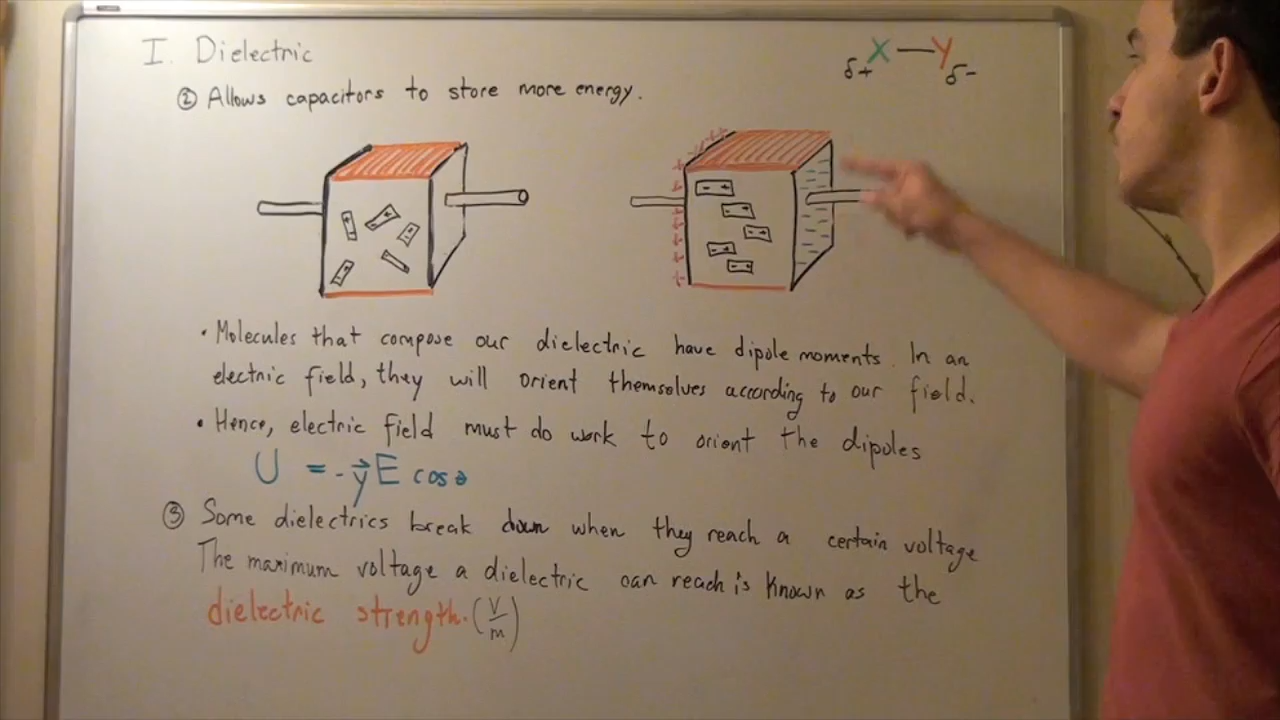 I. Dielectric
X — Y
δ+ δ-
② Allows capacitors to store more energy.
• Molecules that compose our dielectric have dipole moments. In an
electric field, they will orient themselves according to our field.
• Hence, electric field must do work to orient the dipoles
U = - y⃗ E cos θ
③ Some dielectrics break down when they reach a certain voltage
The maximum voltage a dielectric can reach is known as the
dielectric strength. (V/m)